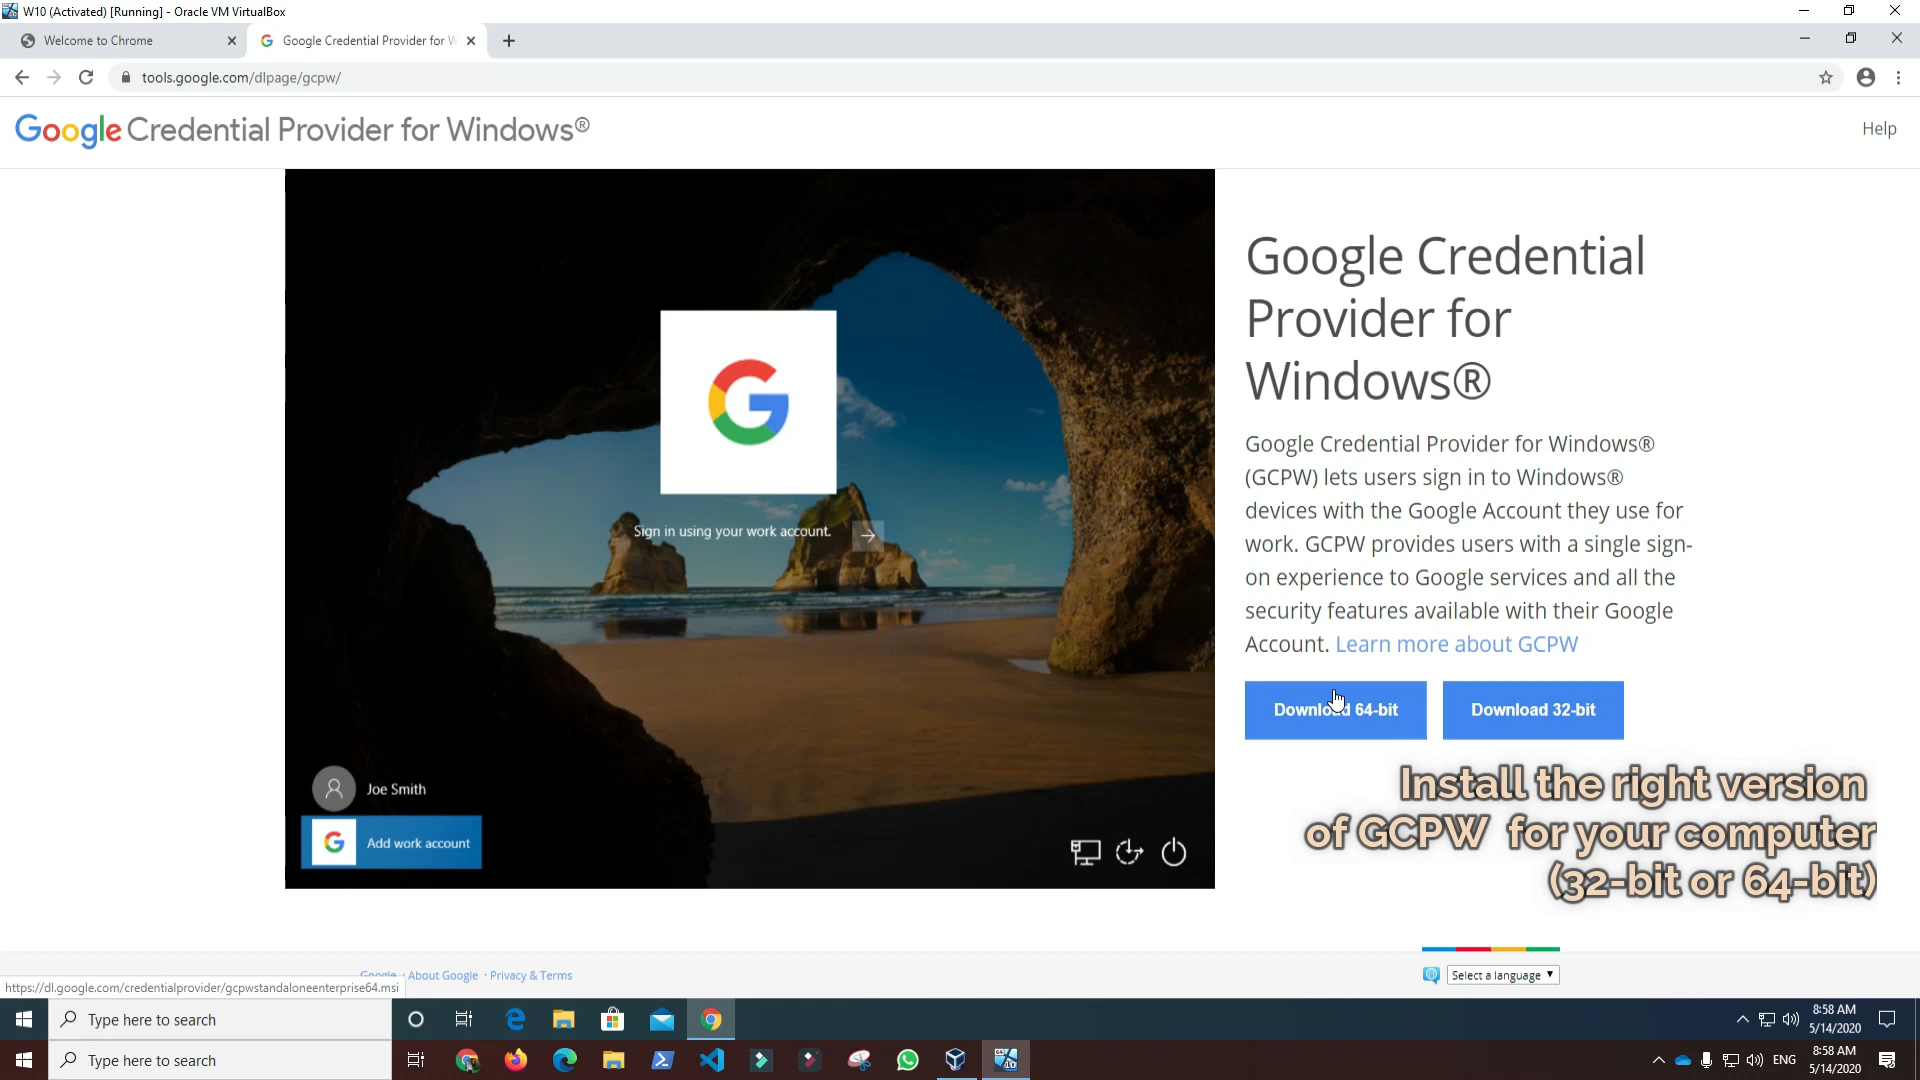 W10 (Activated) [Running] - Oracle VM VirtualBox
Welcome to Chrome
Google Credential Provider for W
tools.google.com/dlpage/gcpw/
Google Credential Provider for Windows®
Help
Sign in using your work account.
Joe Smith
Add work account
Google Credential
Provider for
Windows®
Google Credential Provider for Windows®
(GCPW) lets users sign in to Windows®
devices with the Google Account they use for
work. GCPW provides users with a single sign-
on experience to Google services and all the
security features available with their Google
Account. Learn more about GCPW
Download 64-bit
Download 32-bit
Install the right version
of GCPW for your computer
(32-bit or 64-bit)
Google · About Google · Privacy & Terms
Select a language
https://dl.google.com/credentialprovider/gcpwstandaloneenterprise64.msi
Type here to search
8:58 AM
5/14/2020
Type here to search
ENG
8:58 AM
5/14/2020